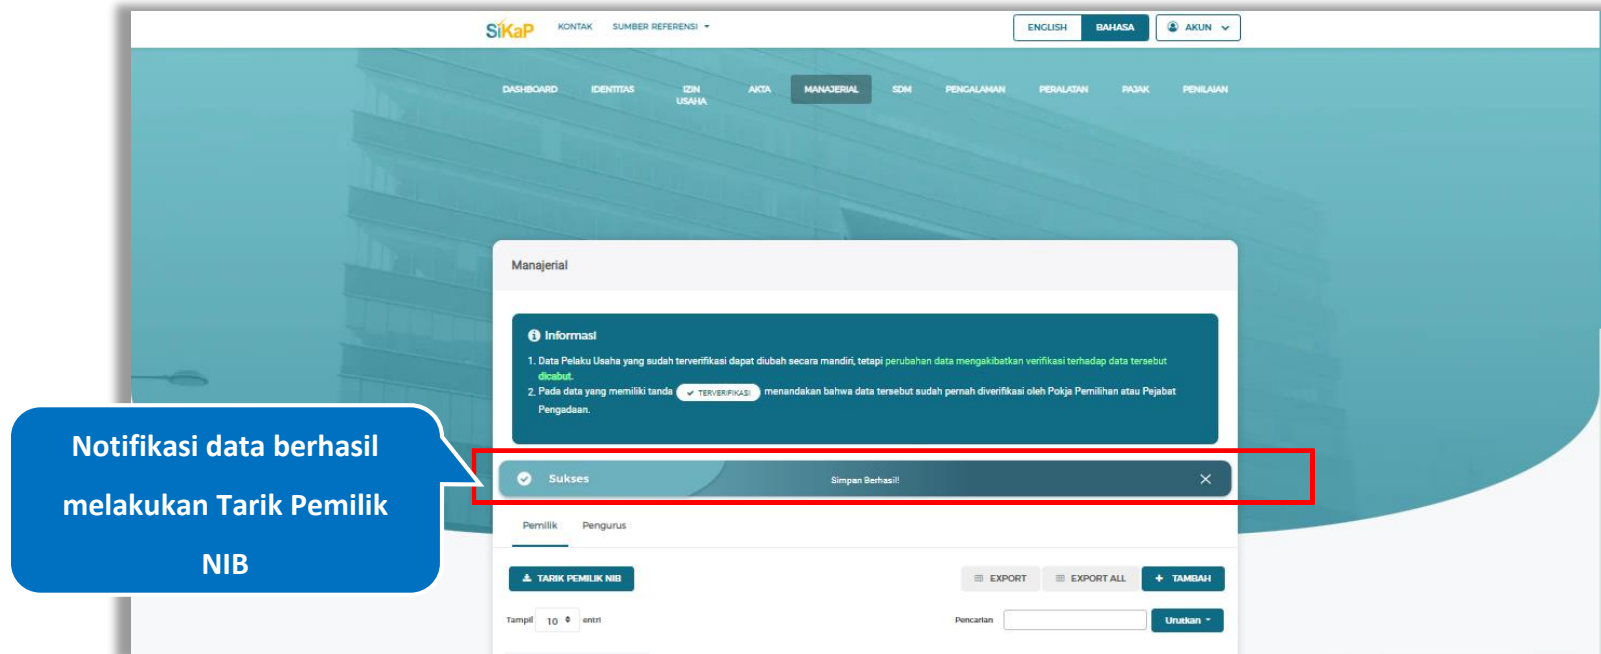 SiKaP KONTAK SUMBER REFERENSI ENGLISH BAHASA AKUN
DASHBOARD IDENTITAS IZIN USAHA AKTA MANAJERIAL SDM PENGALAMAN PERALATAN PAJAK PENILAIAN
Manajerial
Informasi
1. Data Pelaku Usaha yang sudah terverifikasi dapat diubah secara mandiri, tetapi perubahan data mengakibatkan verifikasi terhadap data tersebut
dicabut.
2. Pada data yang memiliki tanda TERVERIFIKASI menandakan bahwa data tersebut sudah pernah diverifikasi oleh Pokja Pemilihan atau Pejabat
Pengadaan.
Notifikasi data berhasil
melakukan Tarik Pemilik
NIB
Sukses Simpan Berhasil!
Pemilik Pengurus
TARIK PEMILIK NIB EXPORT EXPORT ALL + TAMBAH
Tampil 10 entri Pencarian Urutkan